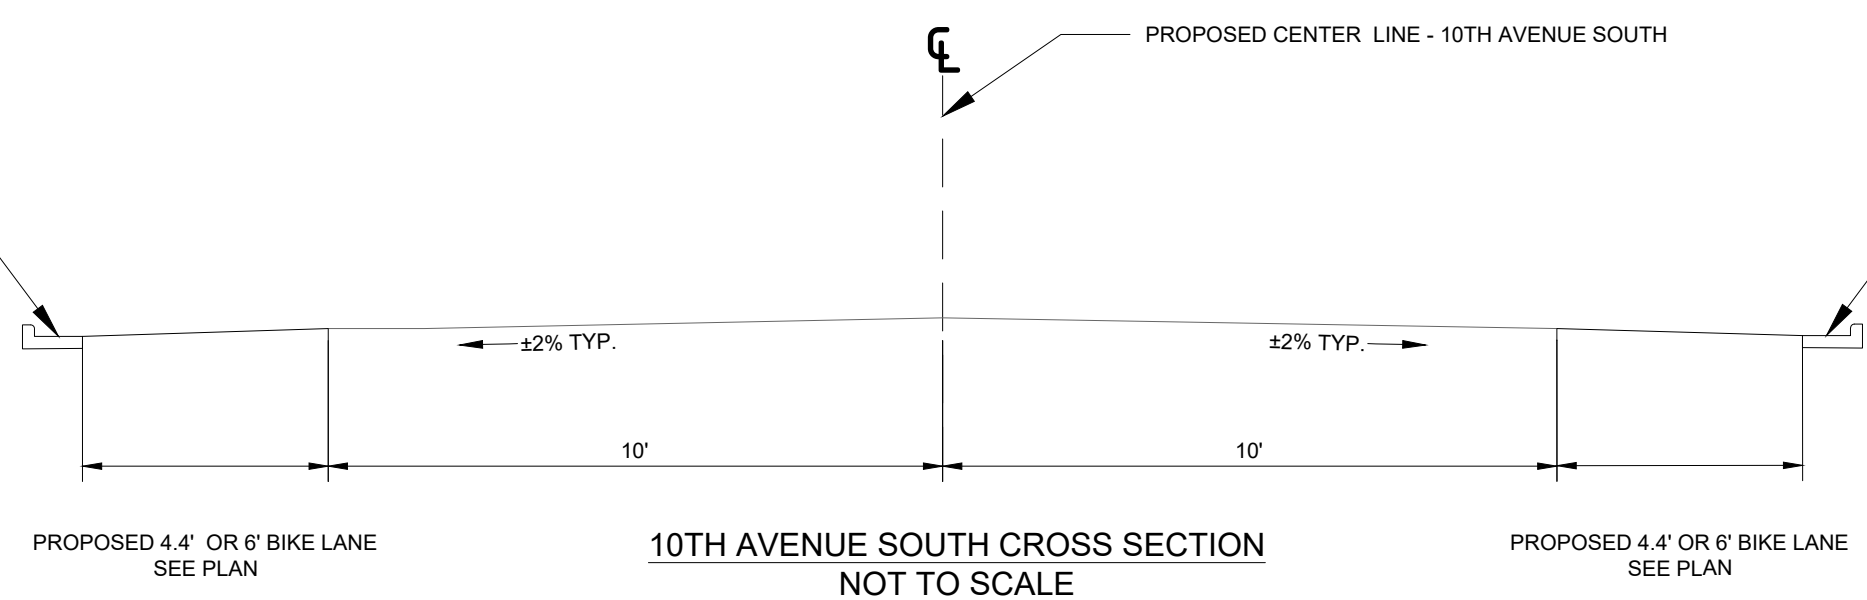 ℄
PROPOSED CENTER LINE - 10TH AVENUE SOUTH
±2% TYP.
±2% TYP.
10'
10'
PROPOSED 4.4' OR 6' BIKE LANE
SEE PLAN
10TH AVENUE SOUTH CROSS SECTION
NOT TO SCALE
PROPOSED 4.4' OR 6' BIKE LANE
SEE PLAN